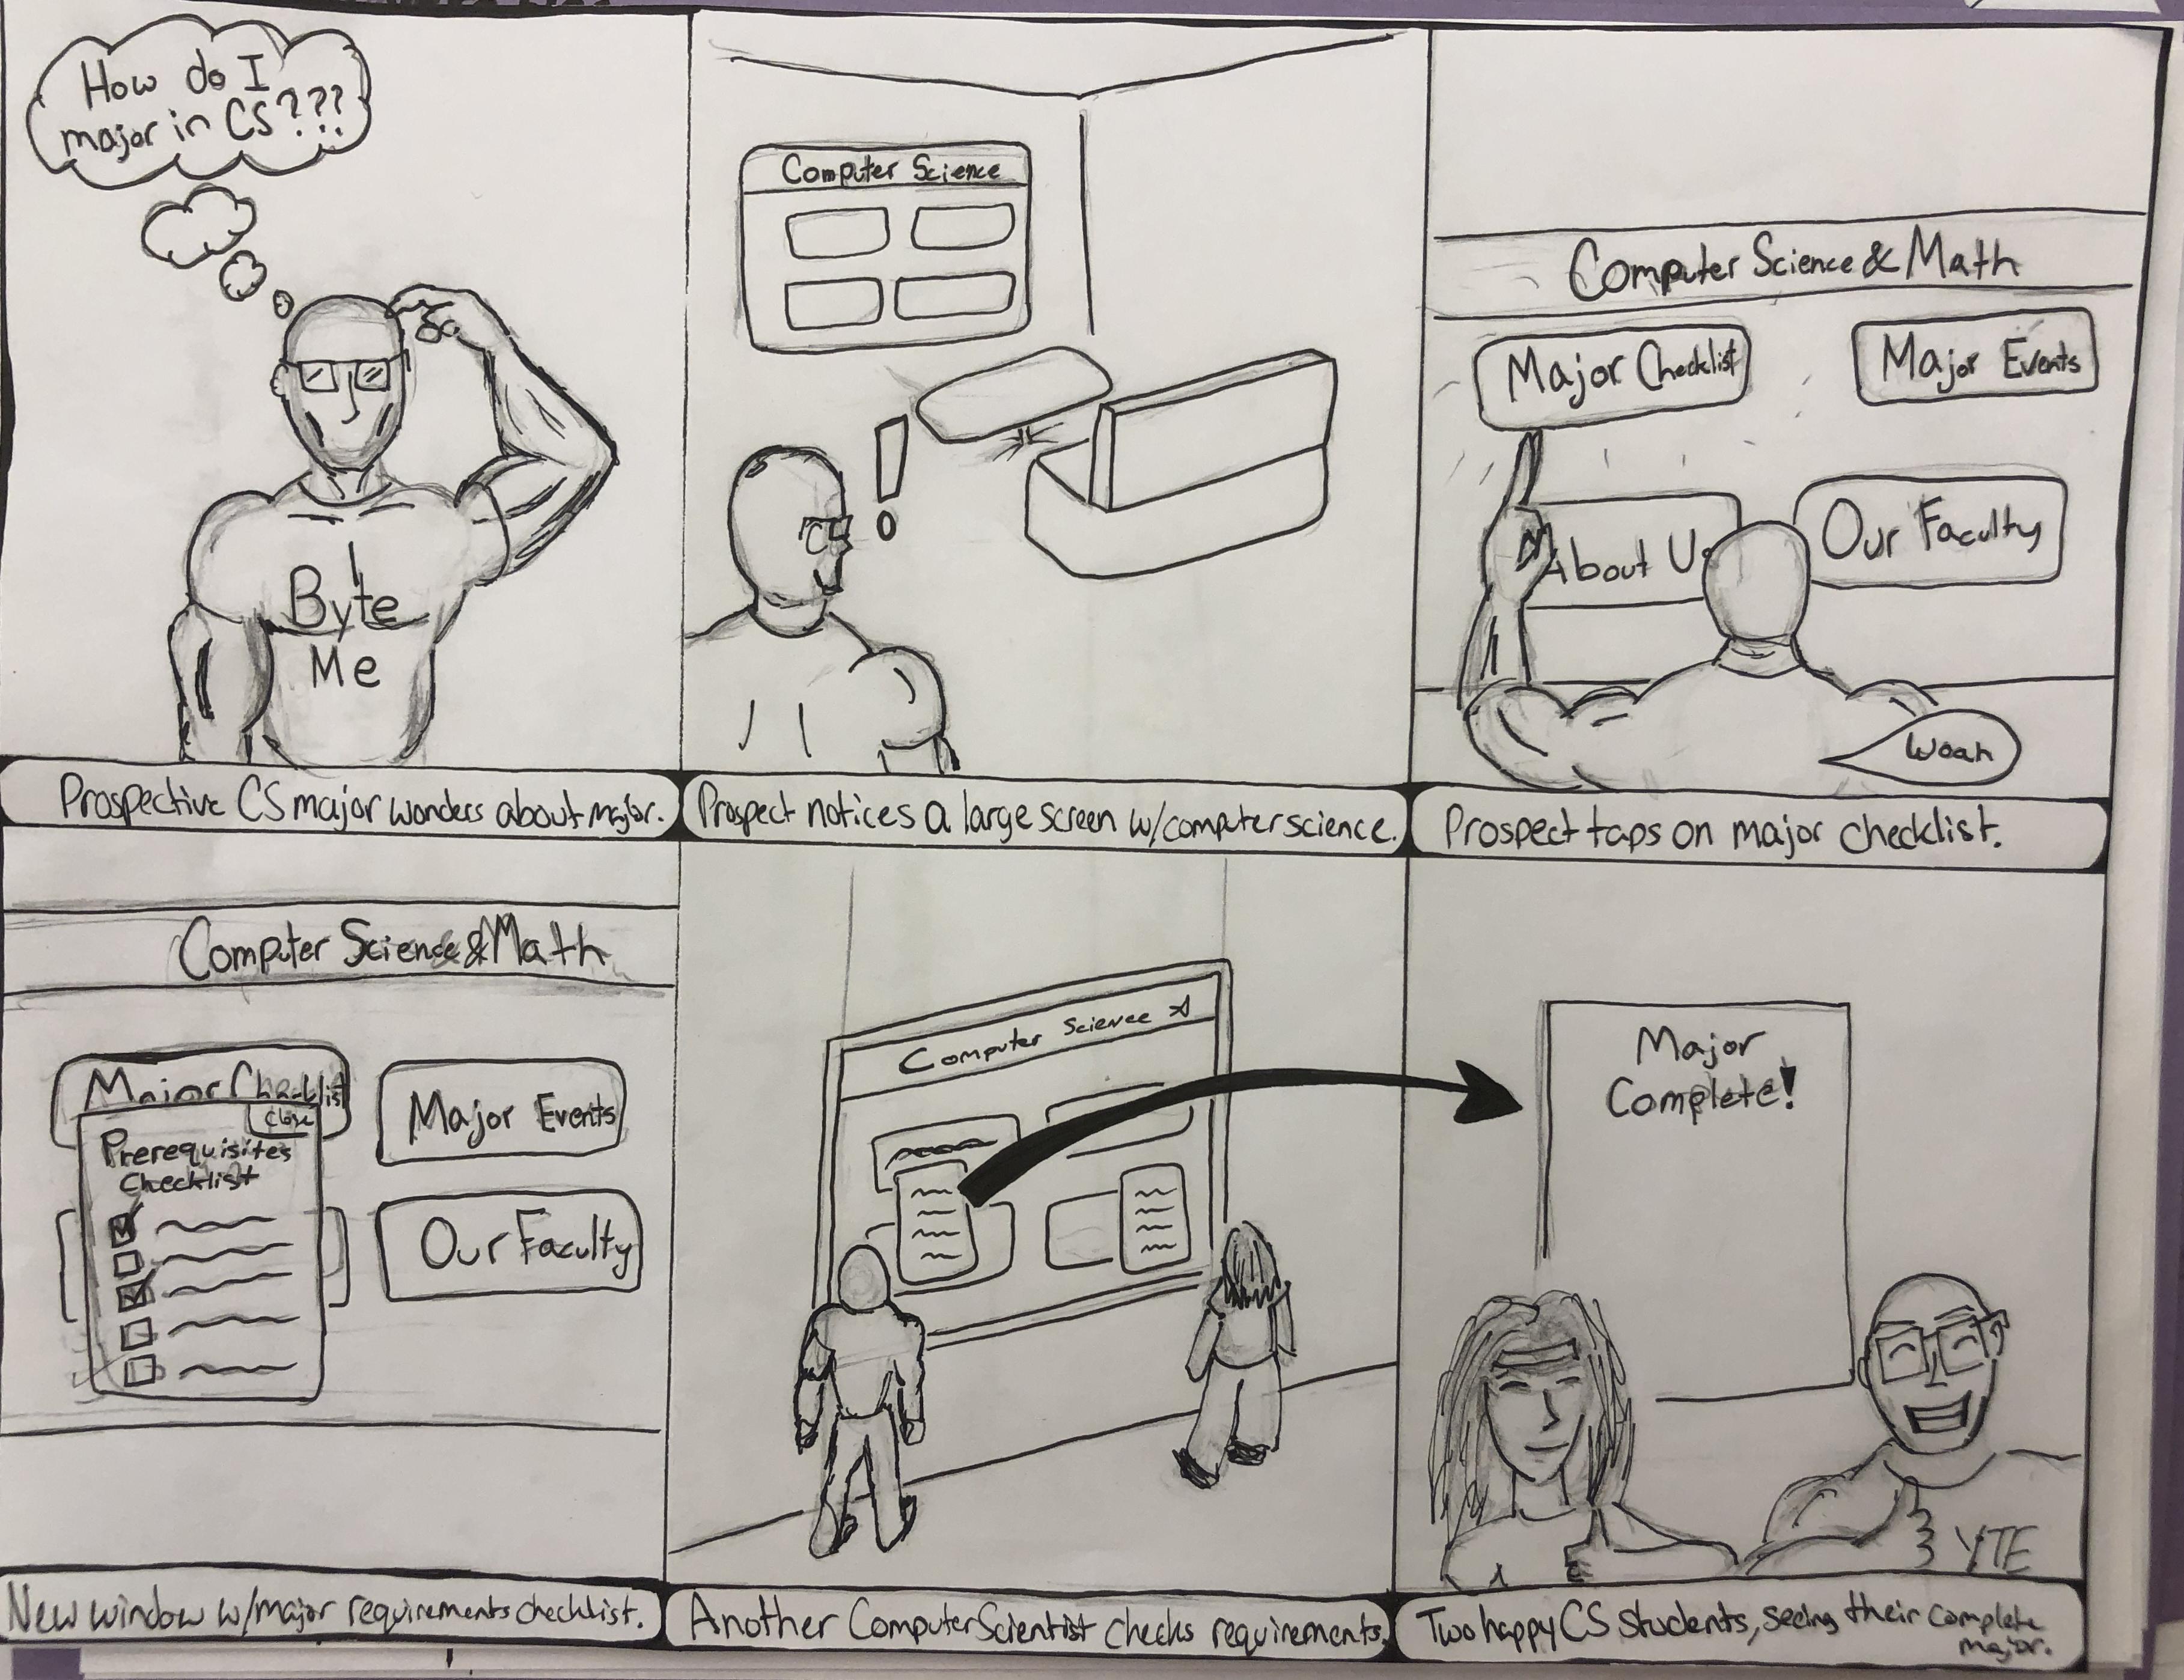 How do I
major in CS???
Byte
Me
Prospective CS major wonders about major.
Computer Science
!
Prospect notices a large screen w/computer science.
Computer Science & Math
Major Checklist
Major Events
About Us
Our Faculty
Woah
Prospect taps on major checklist.
Computer Science & Math
Major Checklist
Close
Prerequisites
Checklist
Major Events
Our Faculty
New window w/major requirements checklist.
Computer Science
Another Computer Scientist checks requirements.
Major
Complete!
YTE
Two happy CS students, seeing their complete
major.